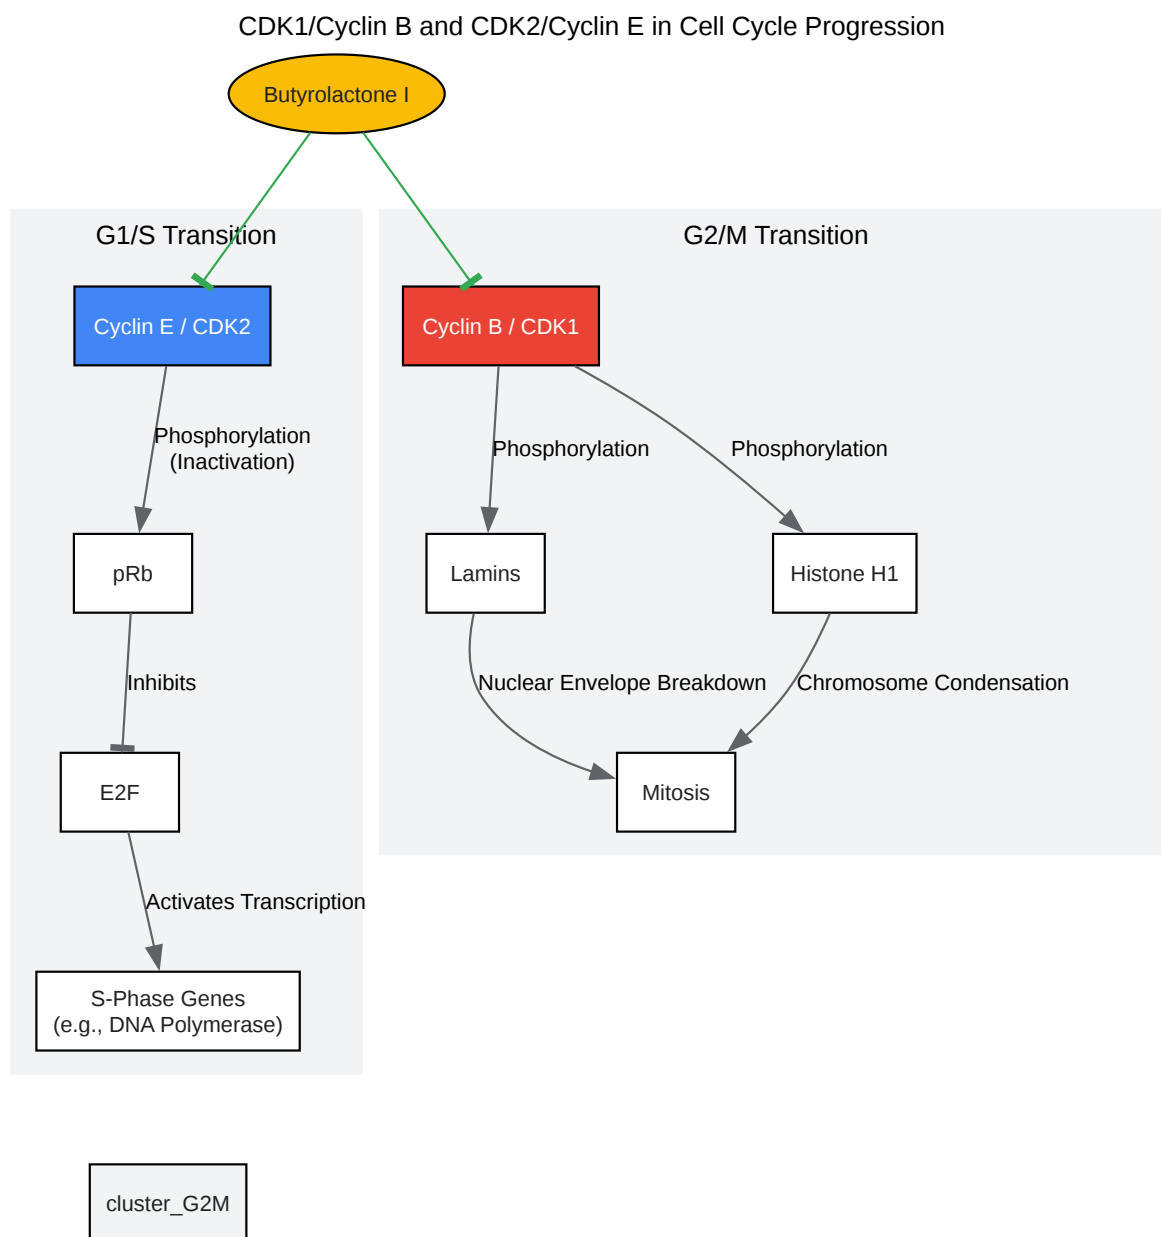 CDK1/Cyclin B and CDK2/Cyclin E in Cell Cycle Progression
Butyrolactone I
G1/S Transition
Cyclin E / CDK2
Phosphorylation
(Inactivation)
pRb
Inhibits
E2F
Activates Transcription
S-Phase Genes
(e.g., DNA Polymerase)
G2/M Transition
Cyclin B / CDK1
Phosphorylation
Phosphorylation
Lamins
Histone H1
Nuclear Envelope Breakdown
Chromosome Condensation
Mitosis
cluster_G2M